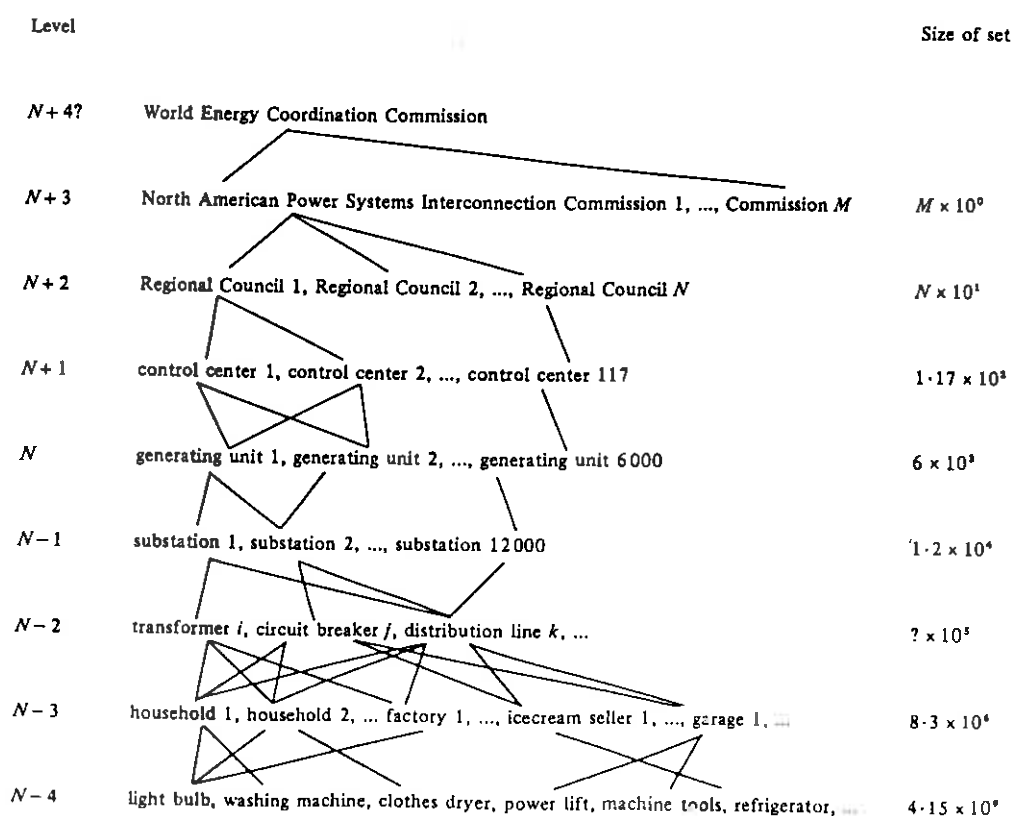 Level
Size of set
N+4? World Energy Coordination Commission
N+3 North American Power Systems Interconnection Commission 1, ..., Commission M M × 10⁰
N+2 Regional Council 1, Regional Council 2, ..., Regional Council N N × 10¹
N+1 control center 1, control center 2, ..., control center 117 1·17 × 10²
N generating unit 1, generating unit 2, ..., generating unit 6000 6 × 10³
N−1 substation 1, substation 2, ..., substation 12000 1·2 × 10⁴
N−2 transformer i, circuit breaker j, distribution line k, ... ? × 10⁵
N−3 household 1, household 2, ... factory 1, ..., icecream seller 1, ..., garage 1, ... 8·3 × 10⁶
N−4 light bulb, washing machine, clothes dryer, power lift, machine tools, refrigerator, ... 4·15 × 10⁹